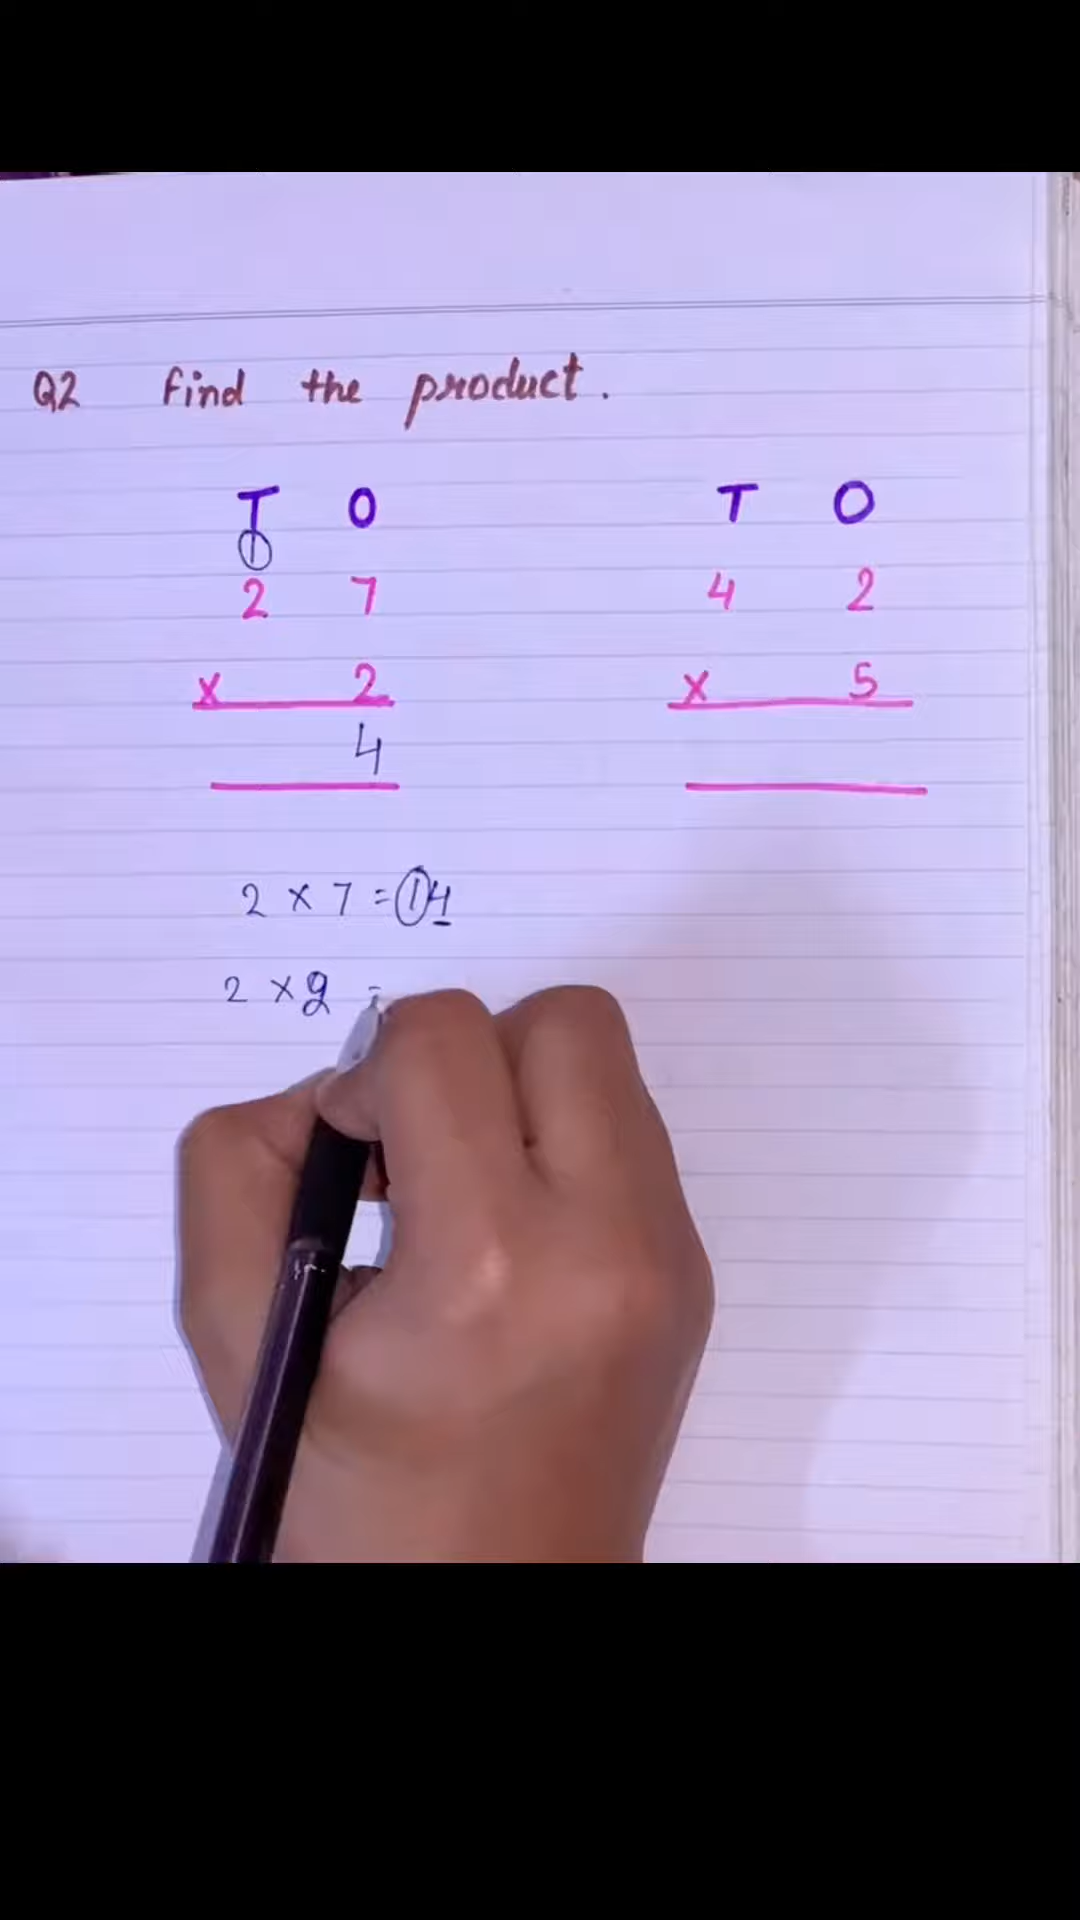 Q2 Find the product.
T O T O
1
2 7 4 2
x 2 x 5
4
2 x 7 = 14
2 x 2 =